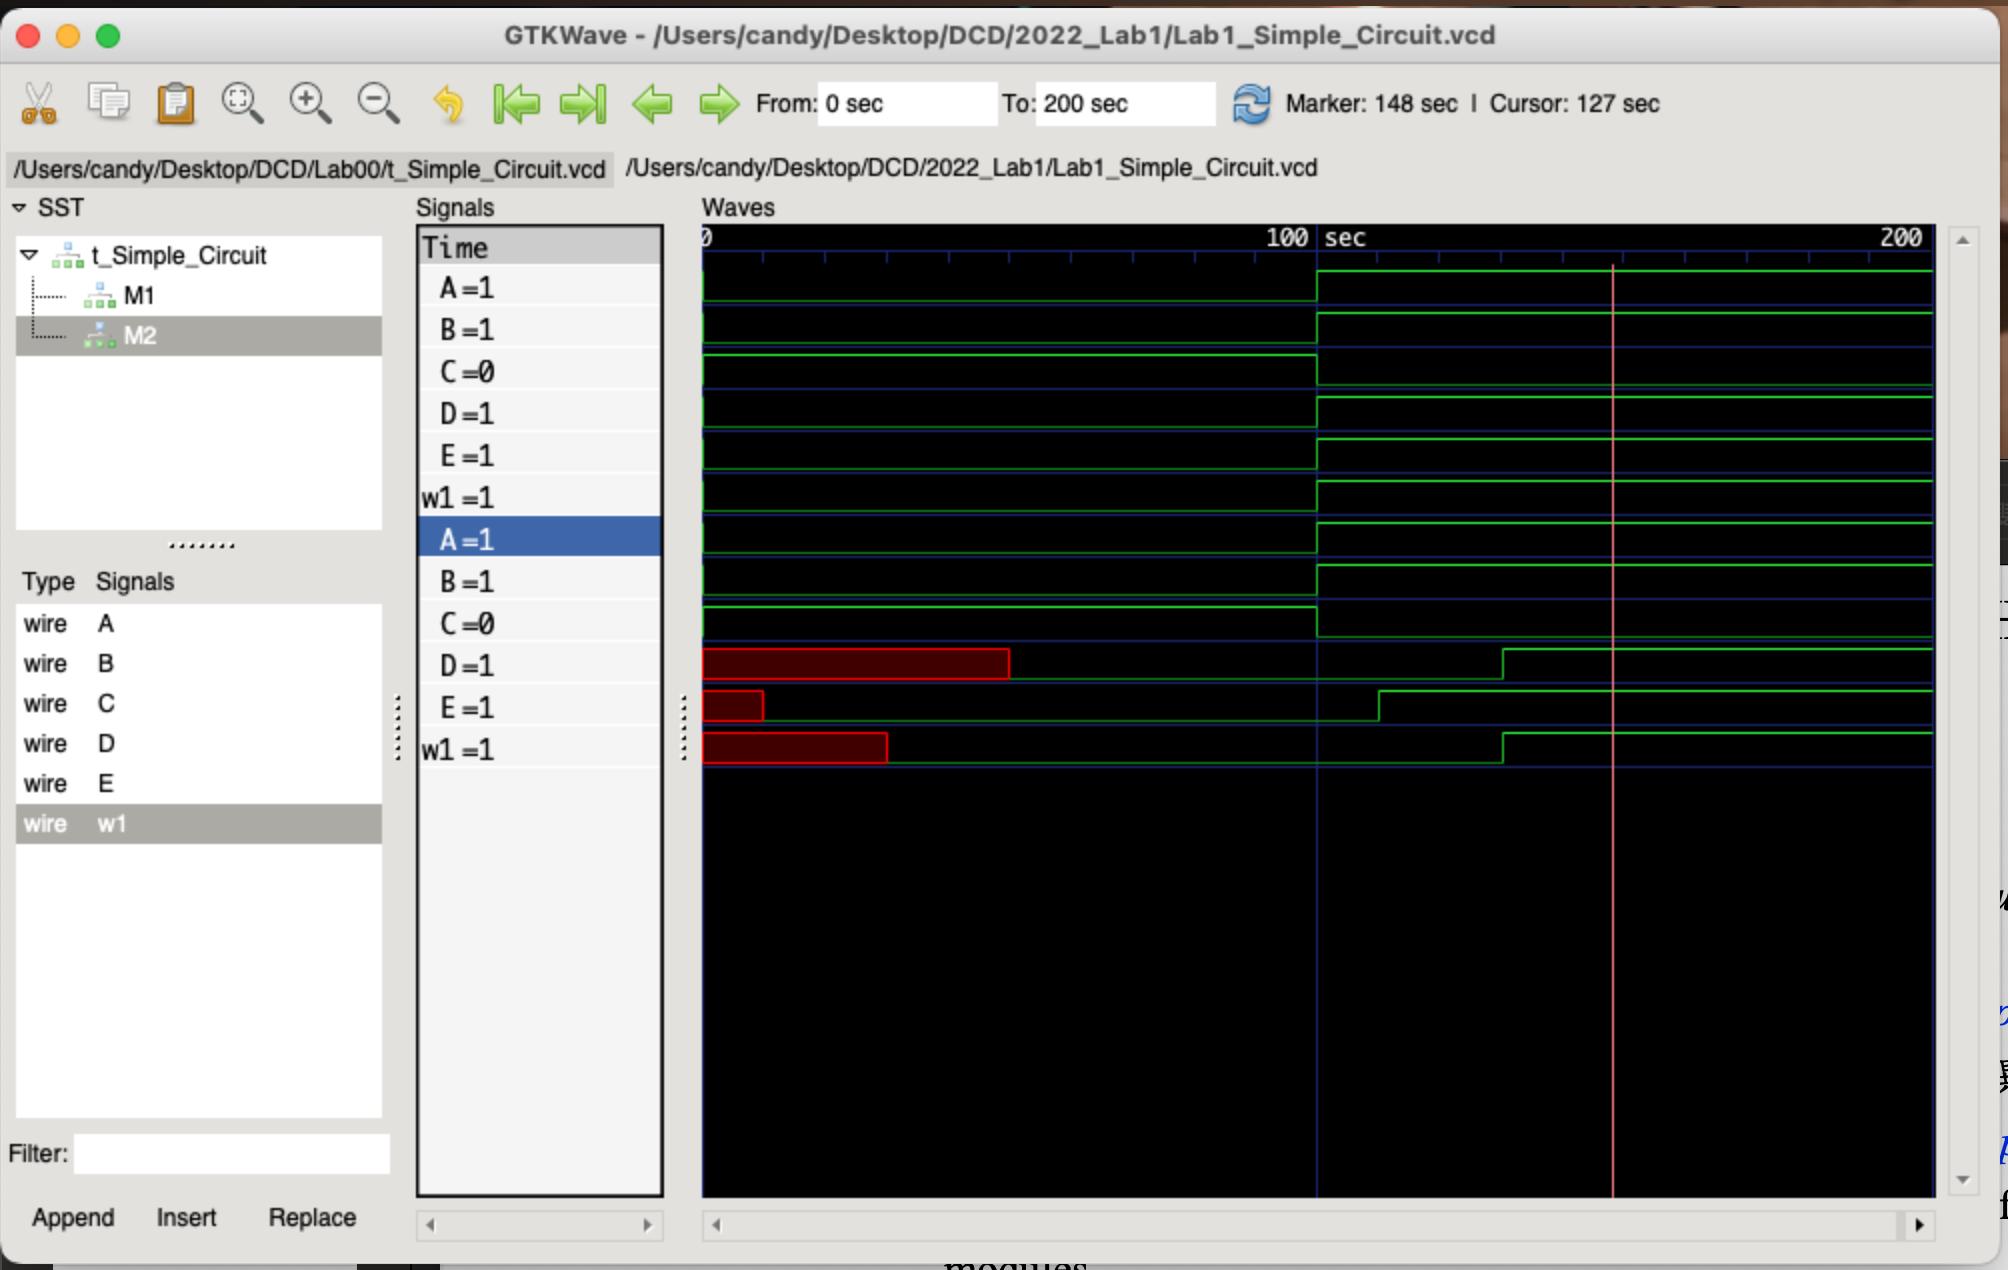 GTKWave - /Users/candy/Desktop/DCD/2022_Lab1/Lab1_Simple_Circuit.vcd
From: 0 sec To: 200 sec Marker: 148 sec | Cursor: 127 sec
/Users/candy/Desktop/DCD/Lab00/t_Simple_Circuit.vcd /Users/candy/Desktop/DCD/2022_Lab1/Lab1_Simple_Circuit.vcd
SST
t_Simple_Circuit
M1
M2
Type Signals
wire A
wire B
wire C
wire D
wire E
wire w1
Filter:
Append Insert Replace
Signals
Time
A=1
B=1
C=0
D=1
E=1
w1=1
A=1
B=1
C=0
D=1
E=1
w1=1
Waves
0 100 sec 200
modules